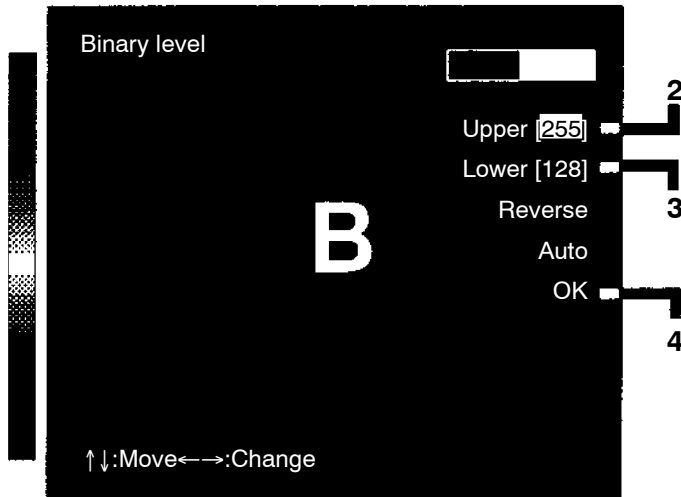 Binary level
2
Upper [255]
Lower [128]
3
Reverse
B
Auto
OK
4
↑↓:Move←→:Change